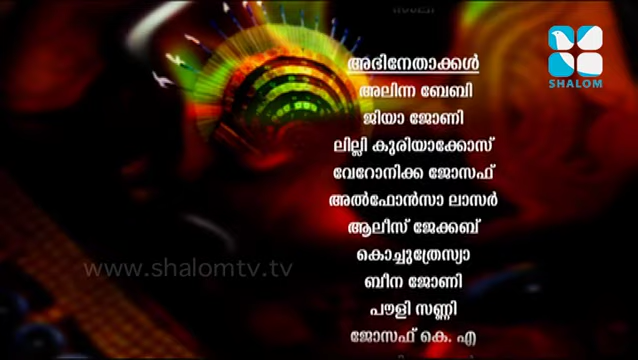 SHALOM
അഭിനേതാക്കൾ
അലിന്ന ബേബി
ജിയാ ജോണി
ലില്ലി കുരിയാക്കോസ്
വേറോനിക്ക ജോസഫ്
അൽഫോൻസാ ലാസർ
ആലീസ് ജേക്കബ്
കൊച്ചുത്രേസ്യാ
ബീന ജോണി
പൗളി സണ്ണി
ജോസഫ് കെ. എ
www.shalomtv.tv